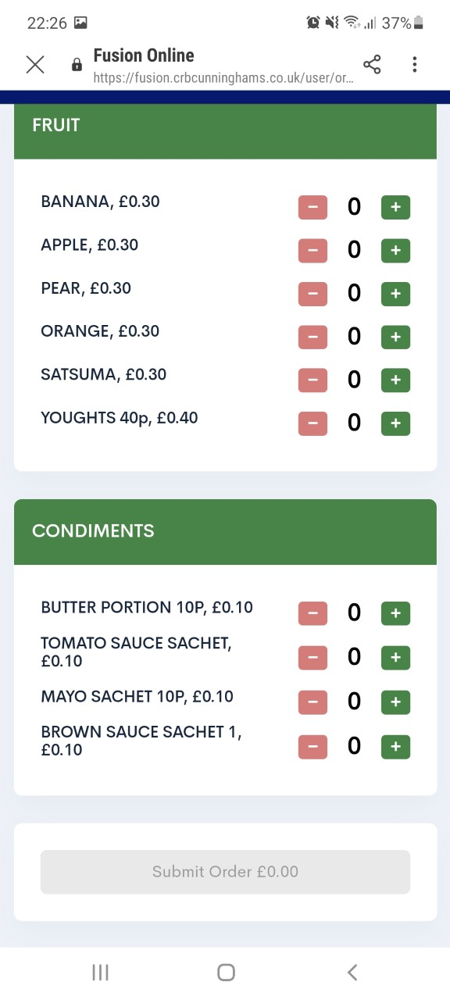 22:26
37%
Fusion Online
https://fusion.crbcunninghams.co.uk/user/or...
FRUIT
BANANA, £0.30
− 0 +
APPLE, £0.30
− 0 +
PEAR, £0.30
− 0 +
ORANGE, £0.30
− 0 +
SATSUMA, £0.30
− 0 +
YOUGHTS 40p, £0.40
− 0 +
CONDIMENTS
BUTTER PORTION 10P, £0.10
− 0 +
TOMATO SAUCE SACHET,
£0.10
− 0 +
MAYO SACHET 10P, £0.10
− 0 +
BROWN SAUCE SACHET 1,
£0.10
− 0 +
Submit Order £0.00